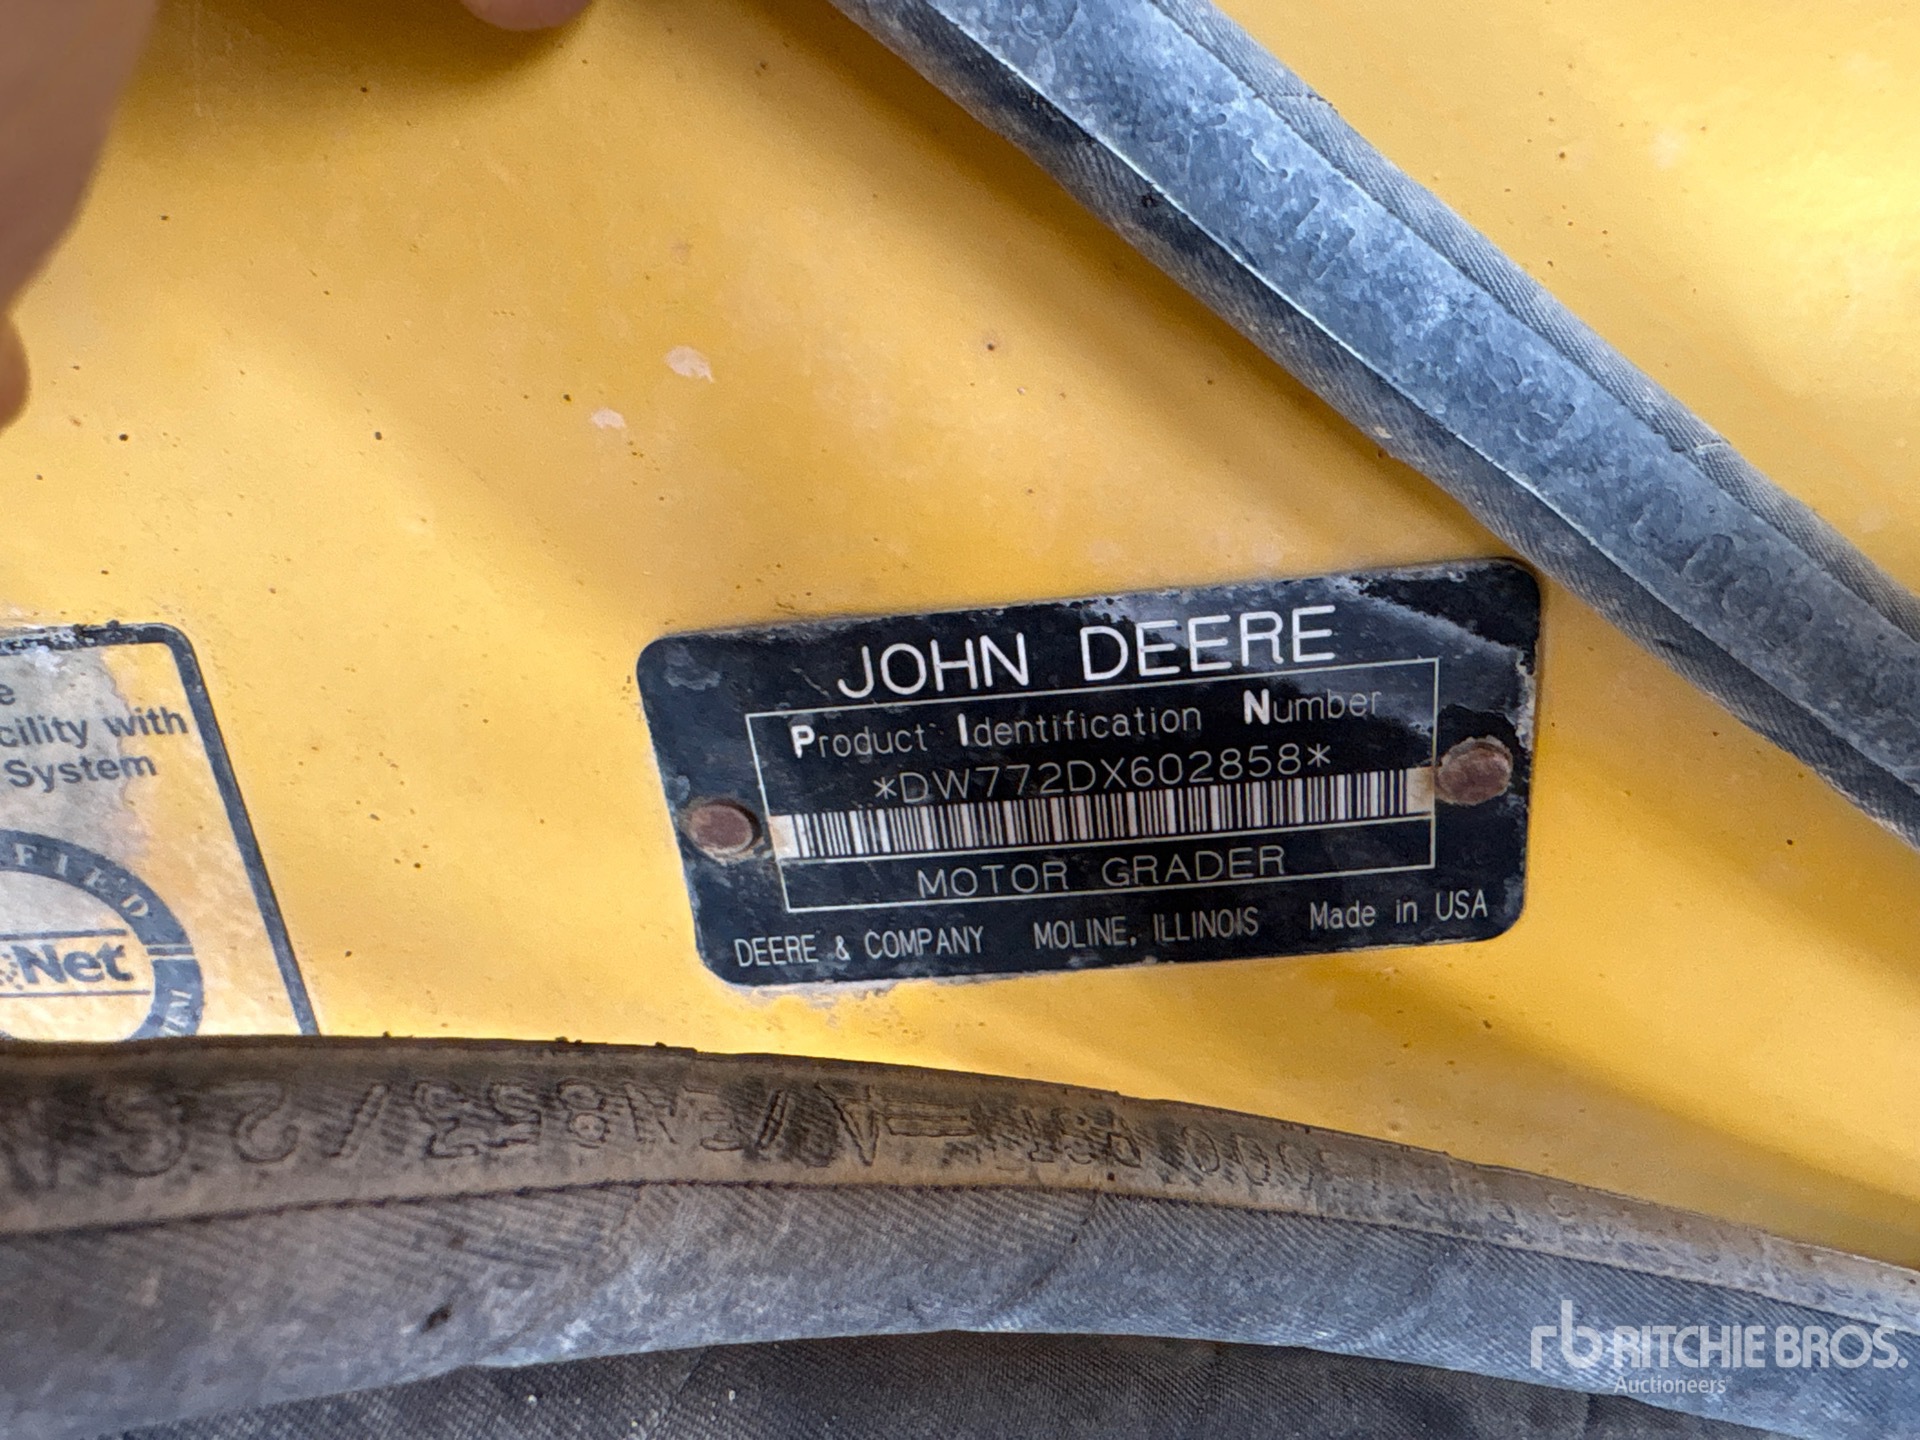 JOHN DEERE
Product Identification Number
*DW772DX602858*
MOTOR GRADER
DEERE & COMPANY MOLINE, ILLINOIS Made in USA
with
System
Net
RITCHIE BROS.
Auctioneers